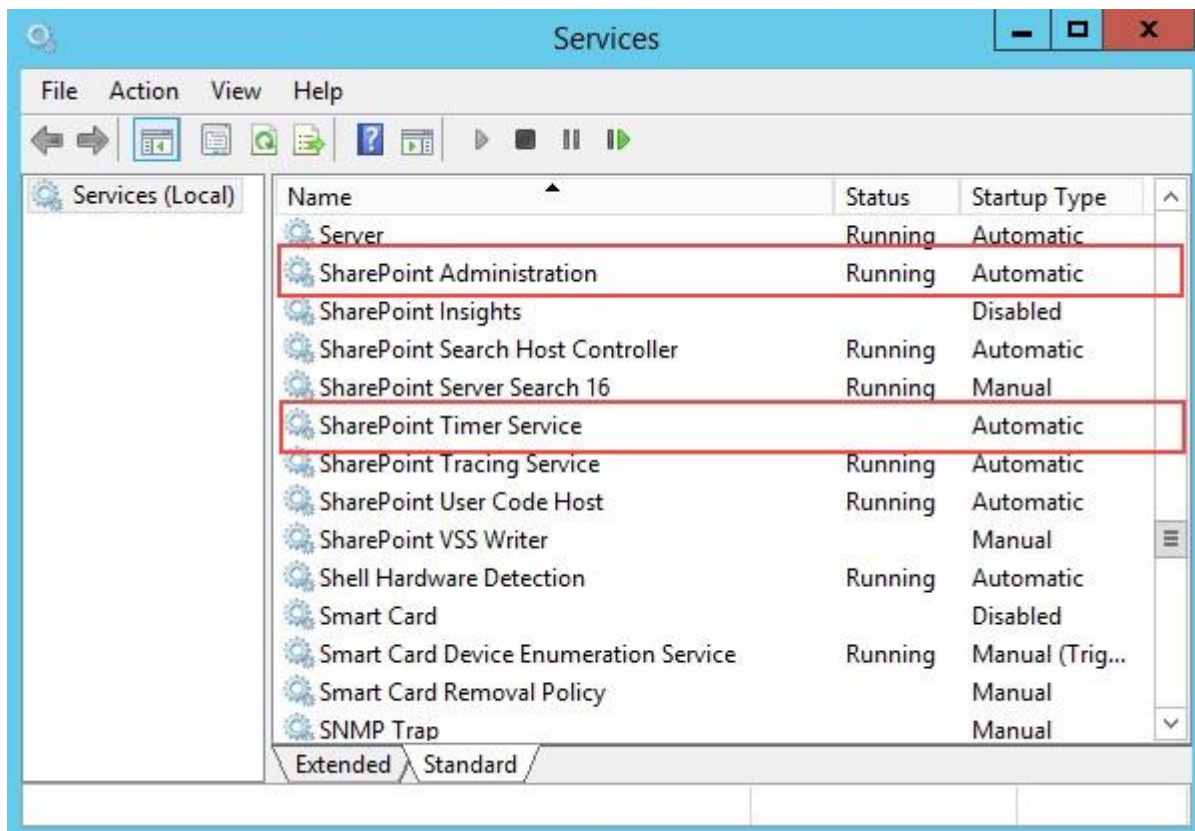 Services
File Action View Help
Services (Local)
Name Status Startup Type
Server Running Automatic
SharePoint Administration Running Automatic
SharePoint Insights Disabled
SharePoint Search Host Controller Running Automatic
SharePoint Server Search 16 Running Manual
SharePoint Timer Service Automatic
SharePoint Tracing Service Running Automatic
SharePoint User Code Host Running Automatic
SharePoint VSS Writer Manual
Shell Hardware Detection Running Automatic
Smart Card Disabled
Smart Card Device Enumeration Service Running Manual (Trig...
Smart Card Removal Policy Manual
SNMP Trap Manual
Extended Standard